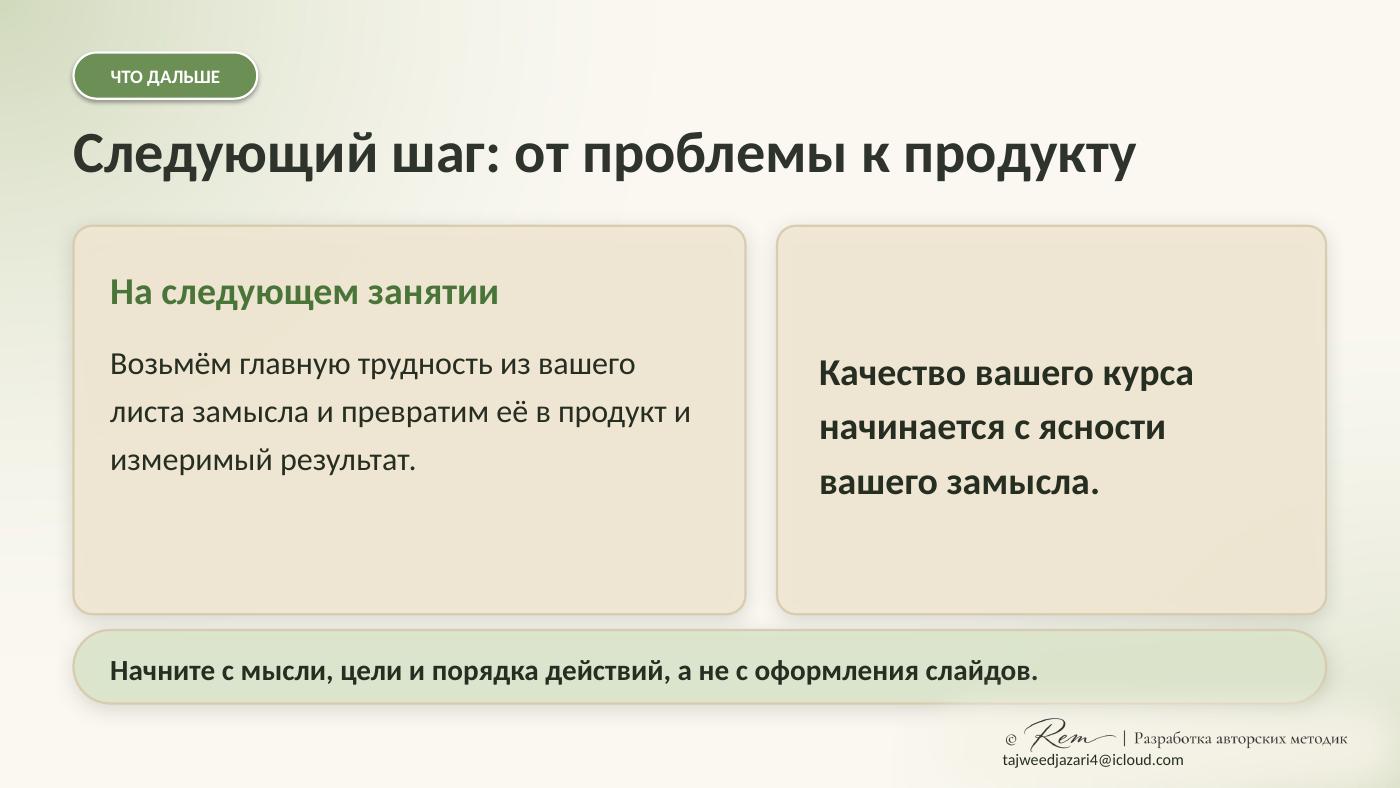 ЧТО ДАЛЬШЕ
Следующий шаг: от проблемы к продукту
На следующем занятии
Возьмём главную трудность из вашего
листа замысла и превратим её в продукт и
измеримый результат.
Качество вашего курса
начинается с ясности
вашего замысла.
Начните с мысли, цели и порядка действий, а не с оформления слайдов.
© Rem | Разработка авторских методик
tajweedjazari4@icloud.com